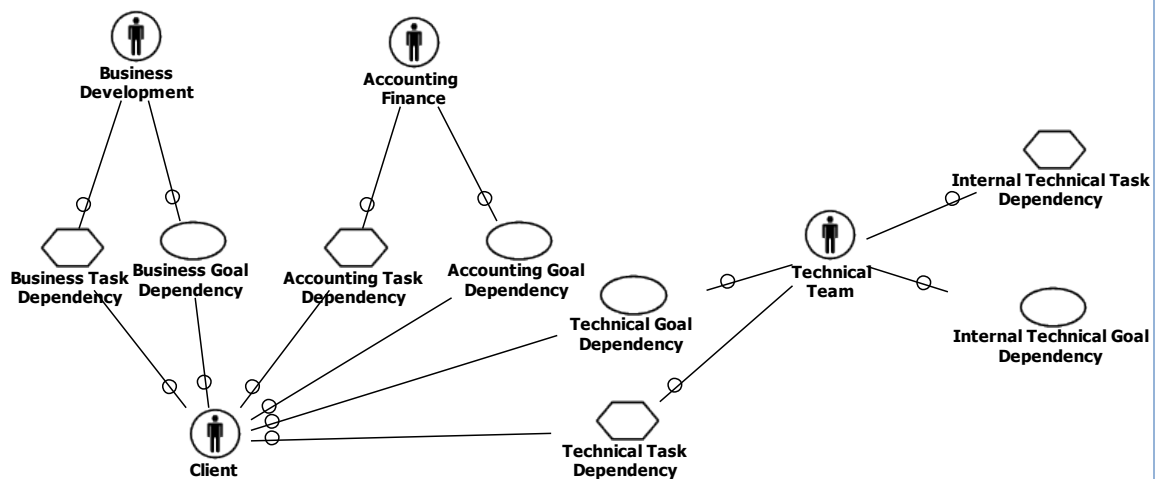 Business
Development
Accounting
Finance
Internal Technical Task
Dependency
Business Task
Dependency
Business Goal
Dependency
Accounting Task
Dependency
Accounting Goal
Dependency
Technical
Team
Technical Goal
Dependency
Internal Technical Goal
Dependency
Client
Technical Task
Dependency